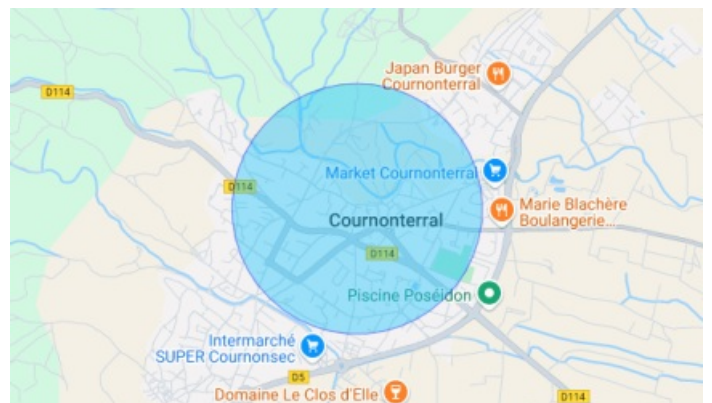 Japan Burger
Cournonterral
D114
Market Cournonterral
D114
Marie Blachère
Boulangerie...
Cournonterral
D114
Piscine Poséidon
Intermarché
SUPER Cournonsec
D5
Domaine Le Clos d'Elle
D114